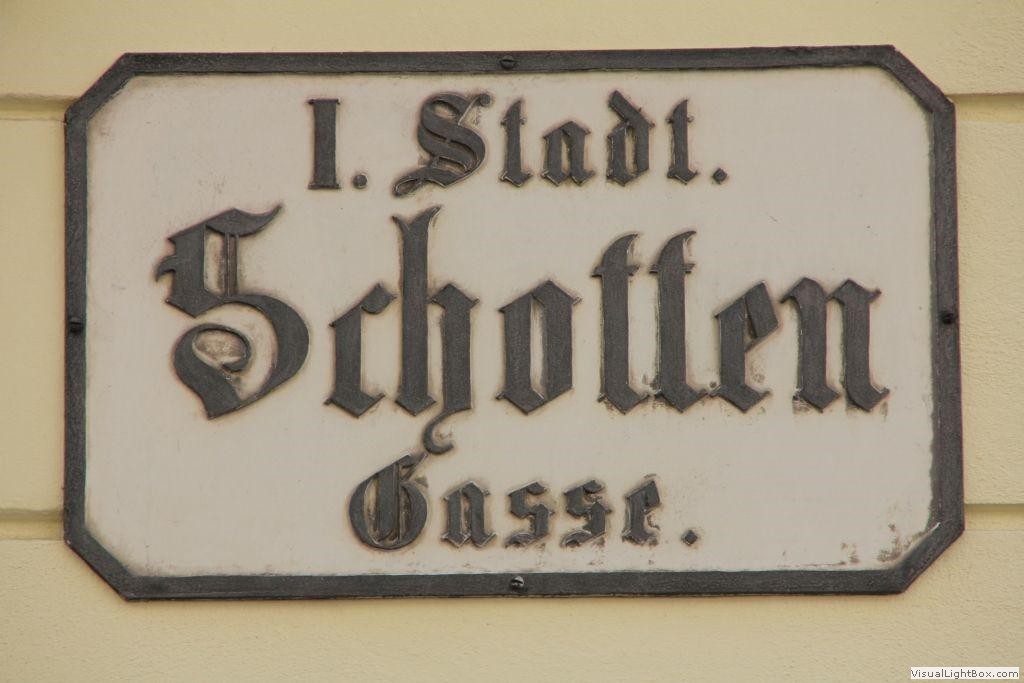 I. Stadt.
Schotten
Gasse.
VisualLightBox.com